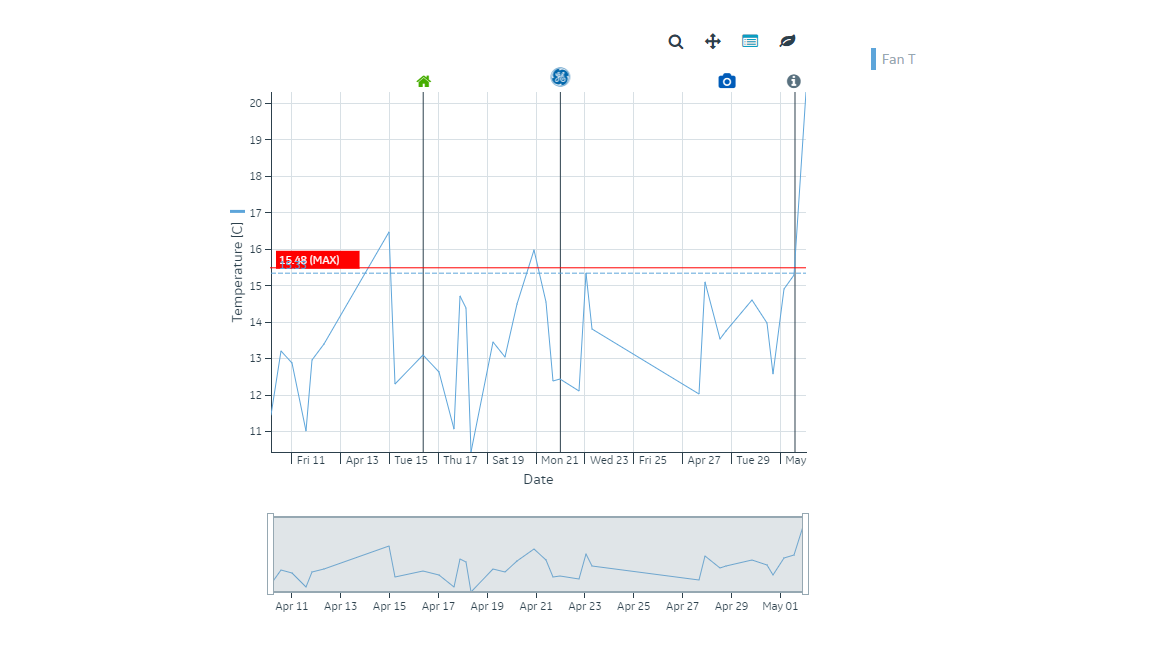 Fan T
20
19
18
17
16
15
14
13
12
11
Temperature [C]
15.48 (MAX)
Fri 11 Apr 13 Tue 15 Thu 17 Sat 19 Mon 21 Wed 23 Fri 25 Apr 27 Tue 29 May
Date
Apr 11 Apr 13 Apr 15 Apr 17 Apr 19 Apr 21 Apr 23 Apr 25 Apr 27 Apr 29 May 01